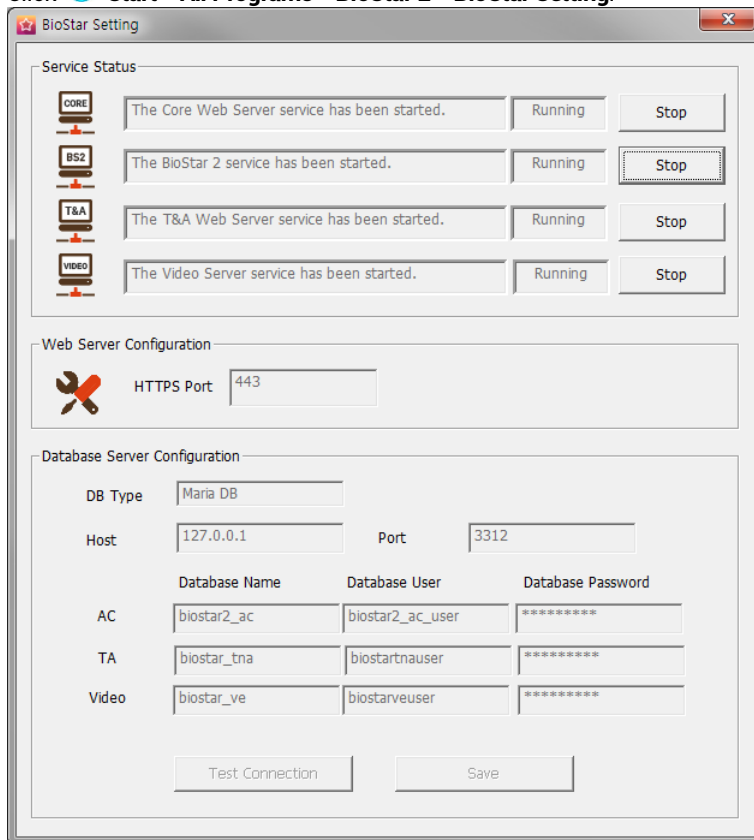 BioStar Setting
Service Status
CORE
The Core Web Server service has been started. Running Stop
BS2
The BioStar 2 service has been started. Running Stop
T&A
The T&A Web Server service has been started. Running Stop
VIDEO
The Video Server service has been started. Running Stop
Web Server Configuration
HTTPS Port 443
Database Server Configuration
DB Type Maria DB
Host 127.0.0.1 Port 3312
Database Name Database User Database Password
AC biostar2_ac biostar2_ac_user *********
TA biostar_tna biostartnauser *********
Video biostar_ve biostarveuser *********
Test Connection Save